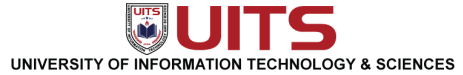 UITS
UNIVERSITY OF INFORMATION TECHNOLOGY & SCIENCES